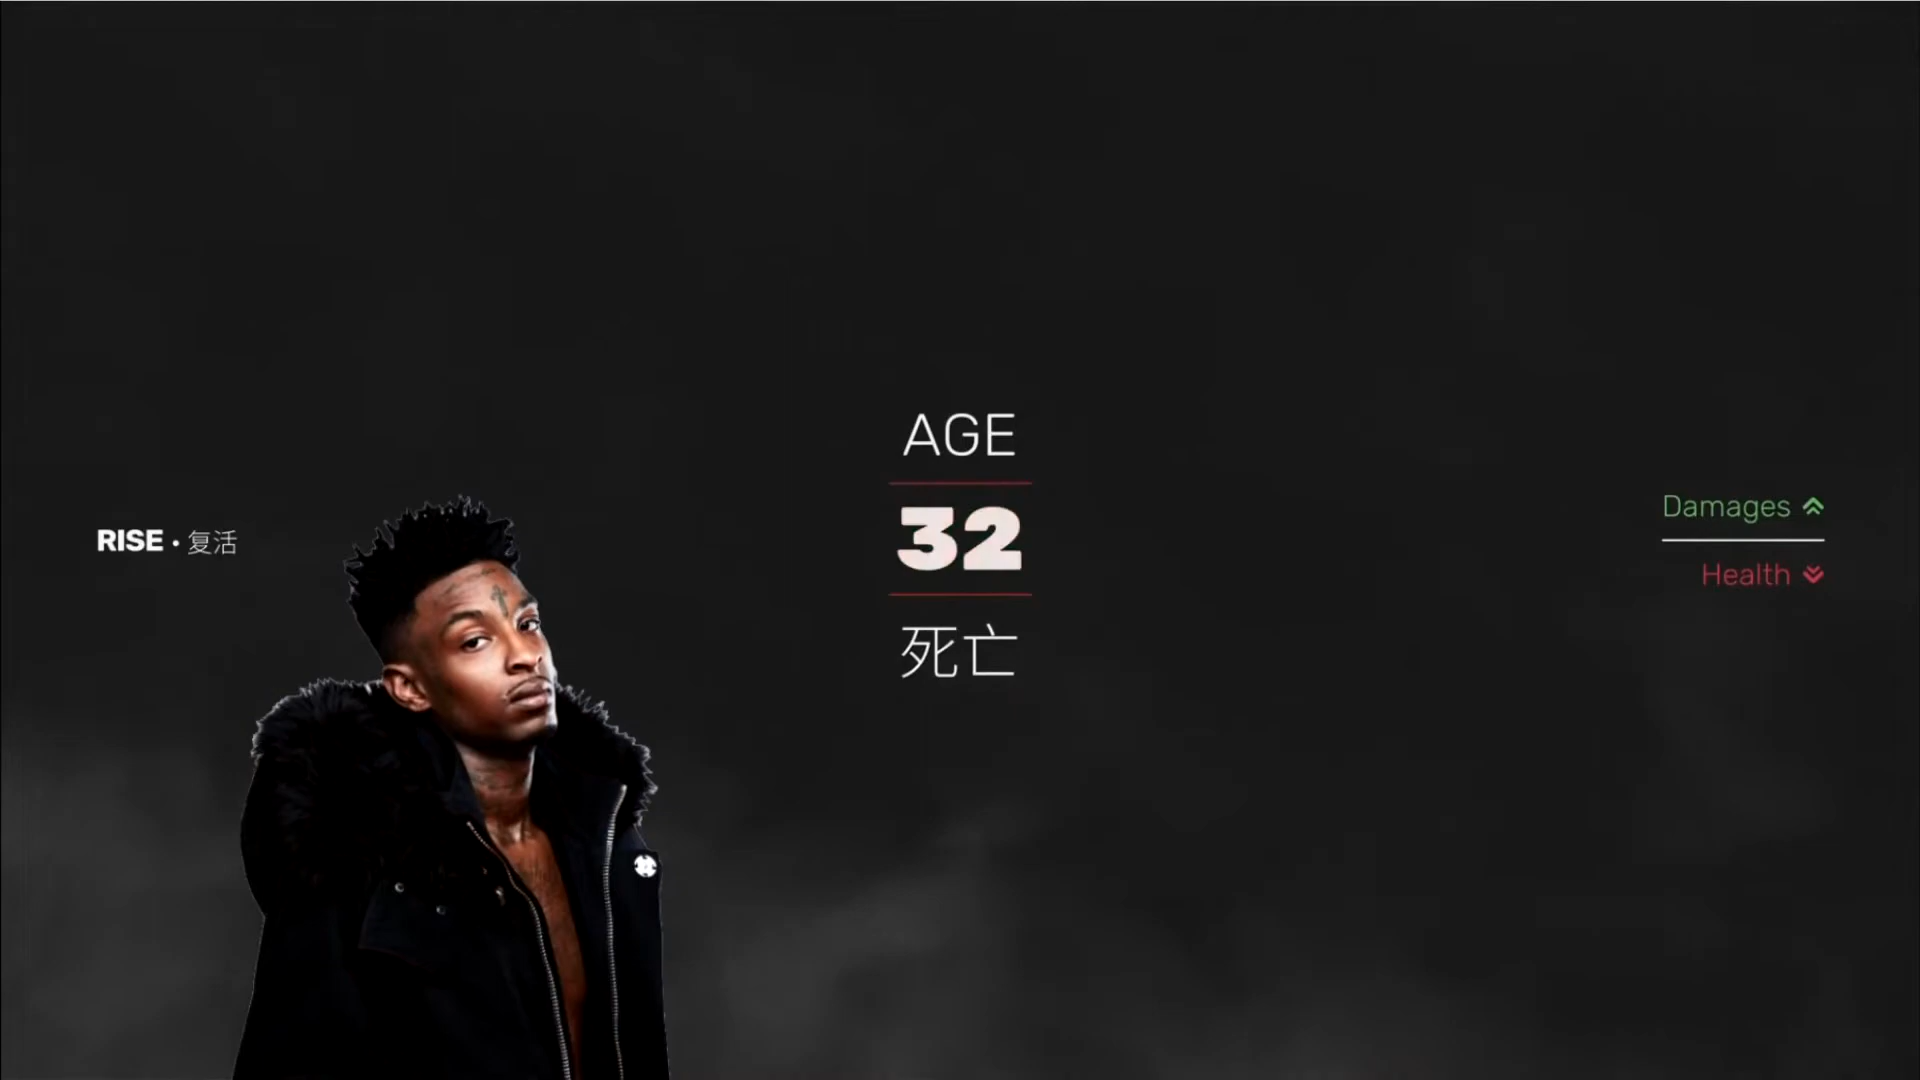 AGE
32
死亡
RISE • 复活
Damages
Health